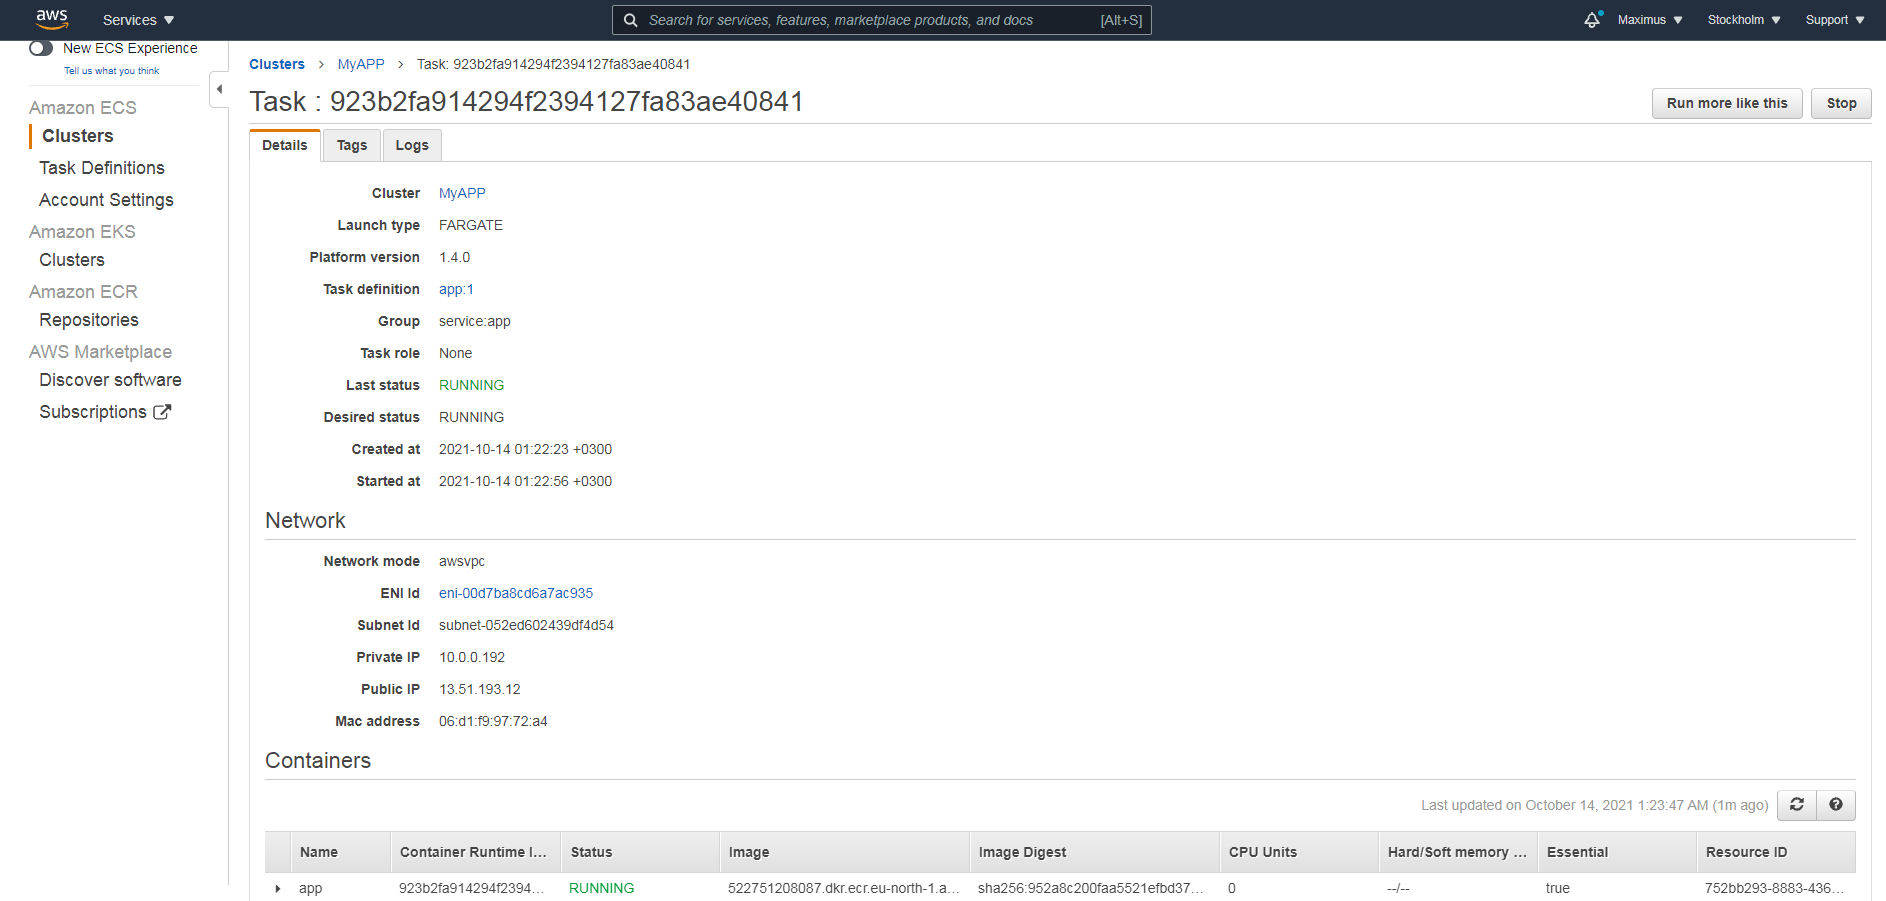 aws Services Search for services, features, marketplace products, and docs [Alt+S] Maximus Stockholm Support
New ECS Experience
Tell us what you think
Amazon ECS
Clusters
Task Definitions
Account Settings
Amazon EKS
Clusters
Amazon ECR
Repositories
AWS Marketplace
Discover software
Subscriptions
Clusters > MyAPP > Task: 923b2fa914294f2394127fa83ae40841
Task : 923b2fa914294f2394127fa83ae40841
Run more like this Stop
Details Tags Logs
Cluster MyAPP
Launch type FARGATE
Platform version 1.4.0
Task definition app:1
Group service:app
Task role None
Last status RUNNING
Desired status RUNNING
Created at 2021-10-14 01:22:23 +0300
Started at 2021-10-14 01:22:56 +0300
Network
Network mode awsvpc
ENI Id eni-00d7ba8cd6a7ac935
Subnet Id subnet-052ed602439df4d54
Private IP 10.0.0.192
Public IP 13.51.193.12
Mac address 06:d1:f9:97:72:a4
Containers
Last updated on October 14, 2021 1:23:47 AM (1m ago)
Name Container Runtime I... Status Image Image Digest CPU Units Hard/Soft memory ... Essential Resource ID
app 923b2fa914294f2394... RUNNING 522751208087.dkr.ecr.eu-north-1.a... sha256:952a8c200faa5521efbd37... 0 --/-- true 752bb293-8883-436...